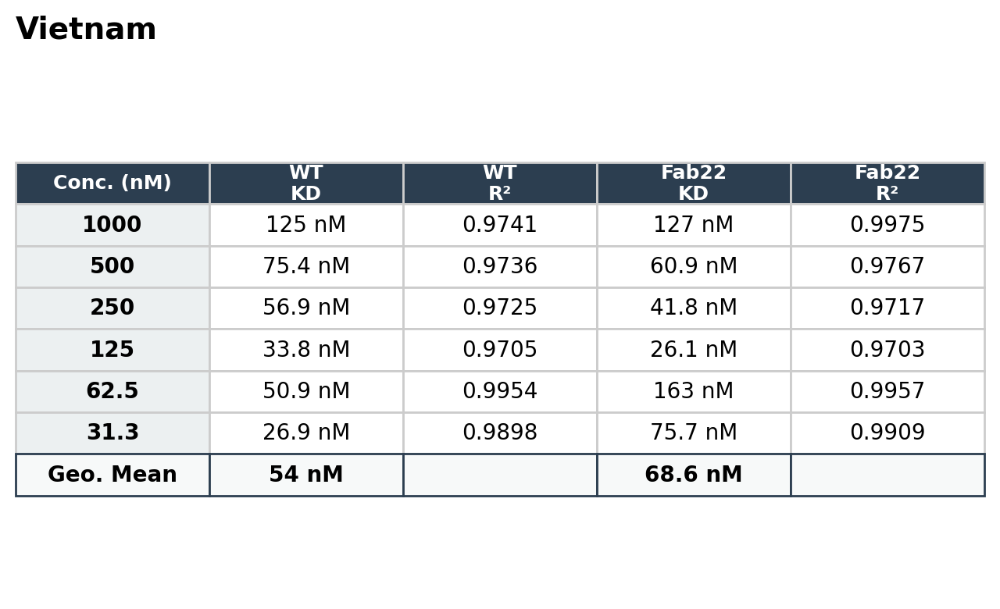 Vietnam
Conc. (nM) WT KD WT R² Fab22 KD Fab22 R²
1000 125 nM 0.9741 127 nM 0.9975
500 75.4 nM 0.9736 60.9 nM 0.9767
250 56.9 nM 0.9725 41.8 nM 0.9717
125 33.8 nM 0.9705 26.1 nM 0.9703
62.5 50.9 nM 0.9954 163 nM 0.9957
31.3 26.9 nM 0.9898 75.7 nM 0.9909
Geo. Mean 54 nM 68.6 nM